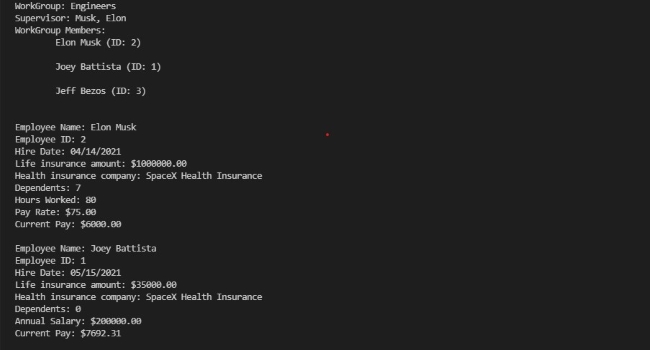 WorkGroup: Engineers
Supervisor: Musk, Elon
WorkGroup Members:
Elon Musk (ID: 2)
Joey Battista (ID: 1)
Jeff Bezos (ID: 3)
Employee Name: Elon Musk
Employee ID: 2
Hire Date: 04/14/2021
Life insurance amount: $1000000.00
Health insurance company: SpaceX Health Insurance
Dependents: 7
Hours Worked: 80
Pay Rate: $75.00
Current Pay: $6000.00
Employee Name: Joey Battista
Employee ID: 1
Hire Date: 05/15/2021
Life insurance amount: $35000.00
Health insurance company: SpaceX Health Insurance
Dependents: 0
Annual Salary: $200000.00
Current Pay: $7692.31